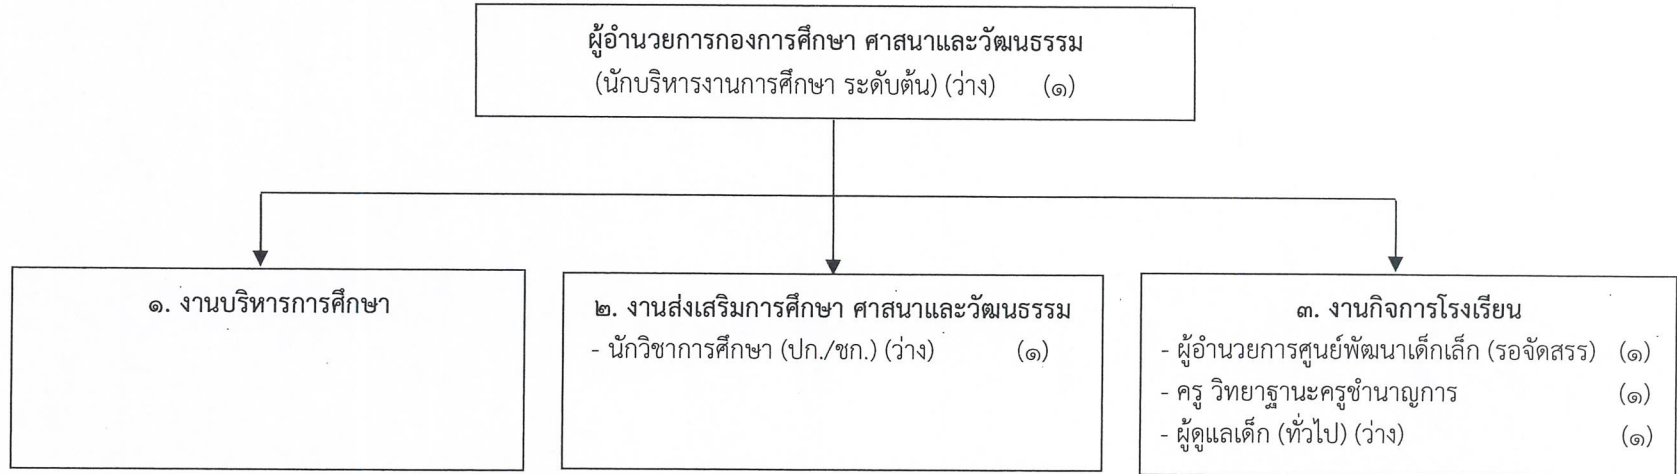 ผู้อำนวยการกองการศึกษา ศาสนาและวัฒนธรรม
(นักบริหารงานการศึกษา ระดับต้น) (ว่าง) (๑)
๑. งานบริหารการศึกษา
๒. งานส่งเสริมการศึกษา ศาสนาและวัฒนธรรม
- นักวิชาการศึกษา (ปก./ชก.) (ว่าง) (๑)
๓. งานกิจการโรงเรียน
- ผู้อำนวยการศูนย์พัฒนาเด็กเล็ก (รอจัดสรร) (๑)
- ครู วิทยาฐานะครูชำนาญการ (๑)
- ผู้ดูแลเด็ก (ทั่วไป) (ว่าง) (๑)